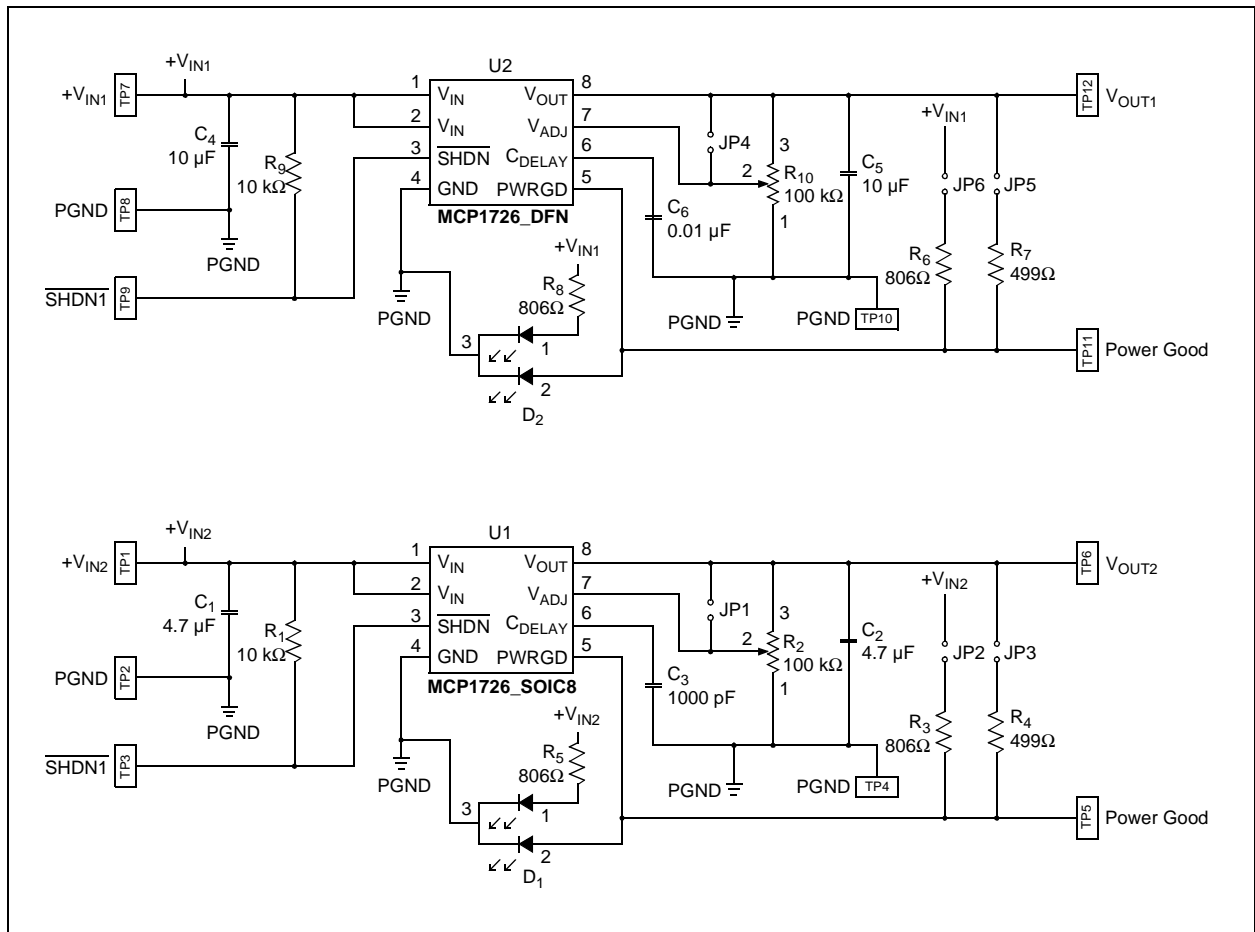 +VIN1
+VIN1 TP7
C4
10 µF
R9
10 kΩ
PGND TP8
PGND
SHDN1 TP9
U2
1 VIN
2 VIN
3 SHDN
4 GND
VOUT 8
VADJ 7
CDELAY 6
PWRGD 5
MCP1726_DFN
PGND
+VIN1
R8
806Ω
3
1
2
D2
JP4
C6
0.01 µF
3
2
R10
100 kΩ
1
C5
10 µF
PGND
PGND TP10
+VIN1
JP6
JP5
R6
806Ω
R7
499Ω
TP12 VOUT1
TP11 Power Good
+VIN2
+VIN2 TP1
C1
4.7 µF
R1
10 kΩ
PGND TP2
PGND
SHDN1 TP3
U1
1 VIN
2 VIN
3 SHDN
4 GND
VOUT 8
VADJ 7
CDELAY 6
PWRGD 5
MCP1726_SOIC8
PGND
+VIN2
R5
806Ω
3
1
2
D1
JP1
C3
1000 pF
3
2
R2
100 kΩ
1
C2
4.7 µF
PGND
PGND TP4
+VIN2
JP2
JP3
R3
806Ω
R4
499Ω
TP6 VOUT2
TP5 Power Good